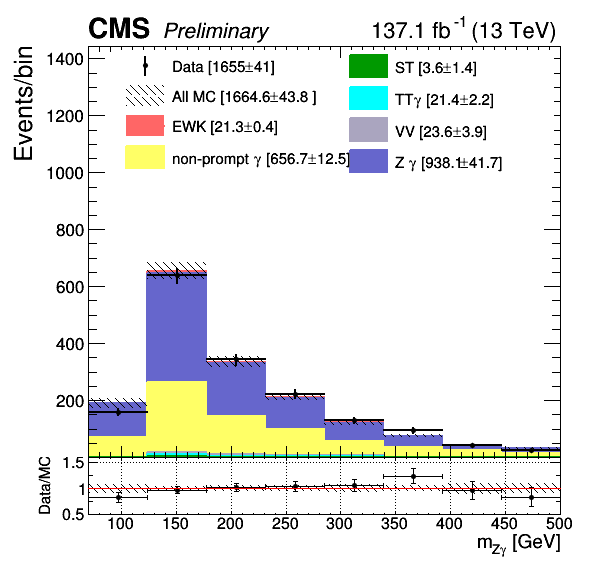 CMS Preliminary 137.1 fb⁻¹ (13 TeV)
Events/bin
1400
1200
1000
800
600
400
200
Data [1655±41]
All MC [1664.6±43.8 ]
EWK [21.3±0.4]
non-prompt γ [656.7±12.5]
ST [3.6±1.4]
TTγ [21.4±2.2]
VV [23.6±3.9]
Z γ [938.1±41.7]
Data/MC
1.5
1
0.5
100 150 200 250 300 350 400 450 500
m_Zγ [GeV]